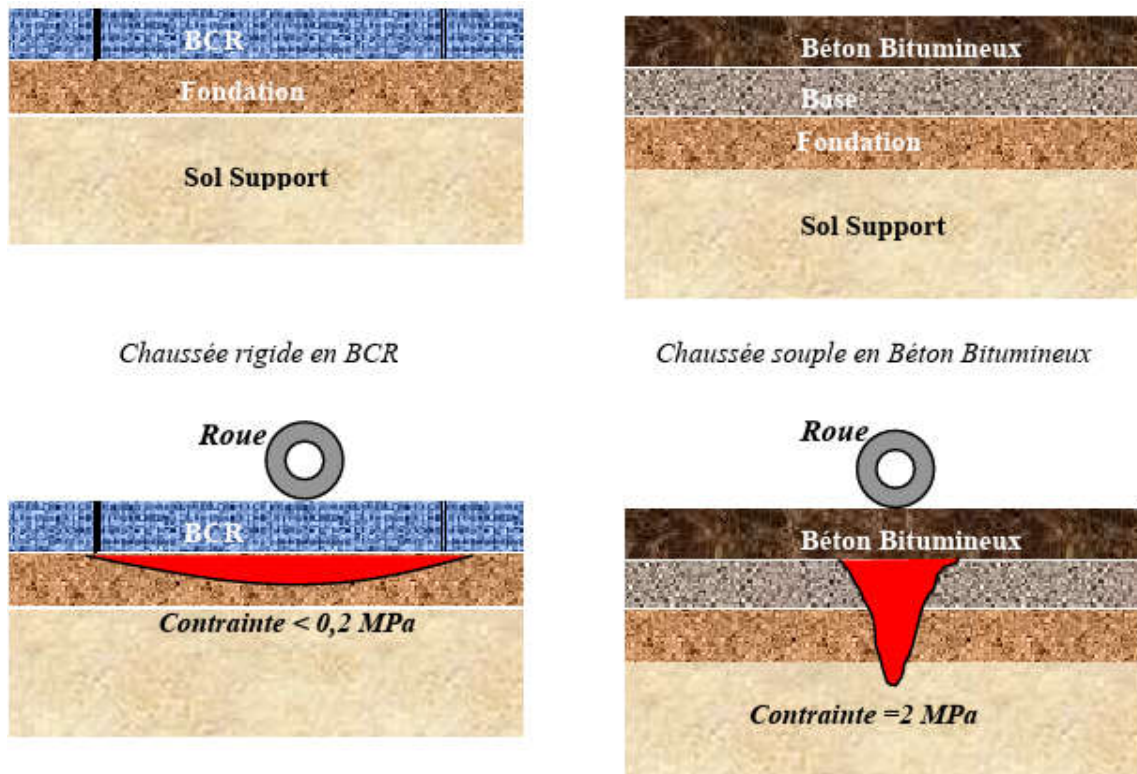 BCR
Fondation
Sol Support
Béton Bitumineux
Base
Fondation
Sol Support
Chaussée rigide en BCR
Chaussée souple en Béton Bitumineux
Roue
BCR
Contrainte < 0,2 MPa
Roue
Béton Bitumineux
Contrainte =2 MPa